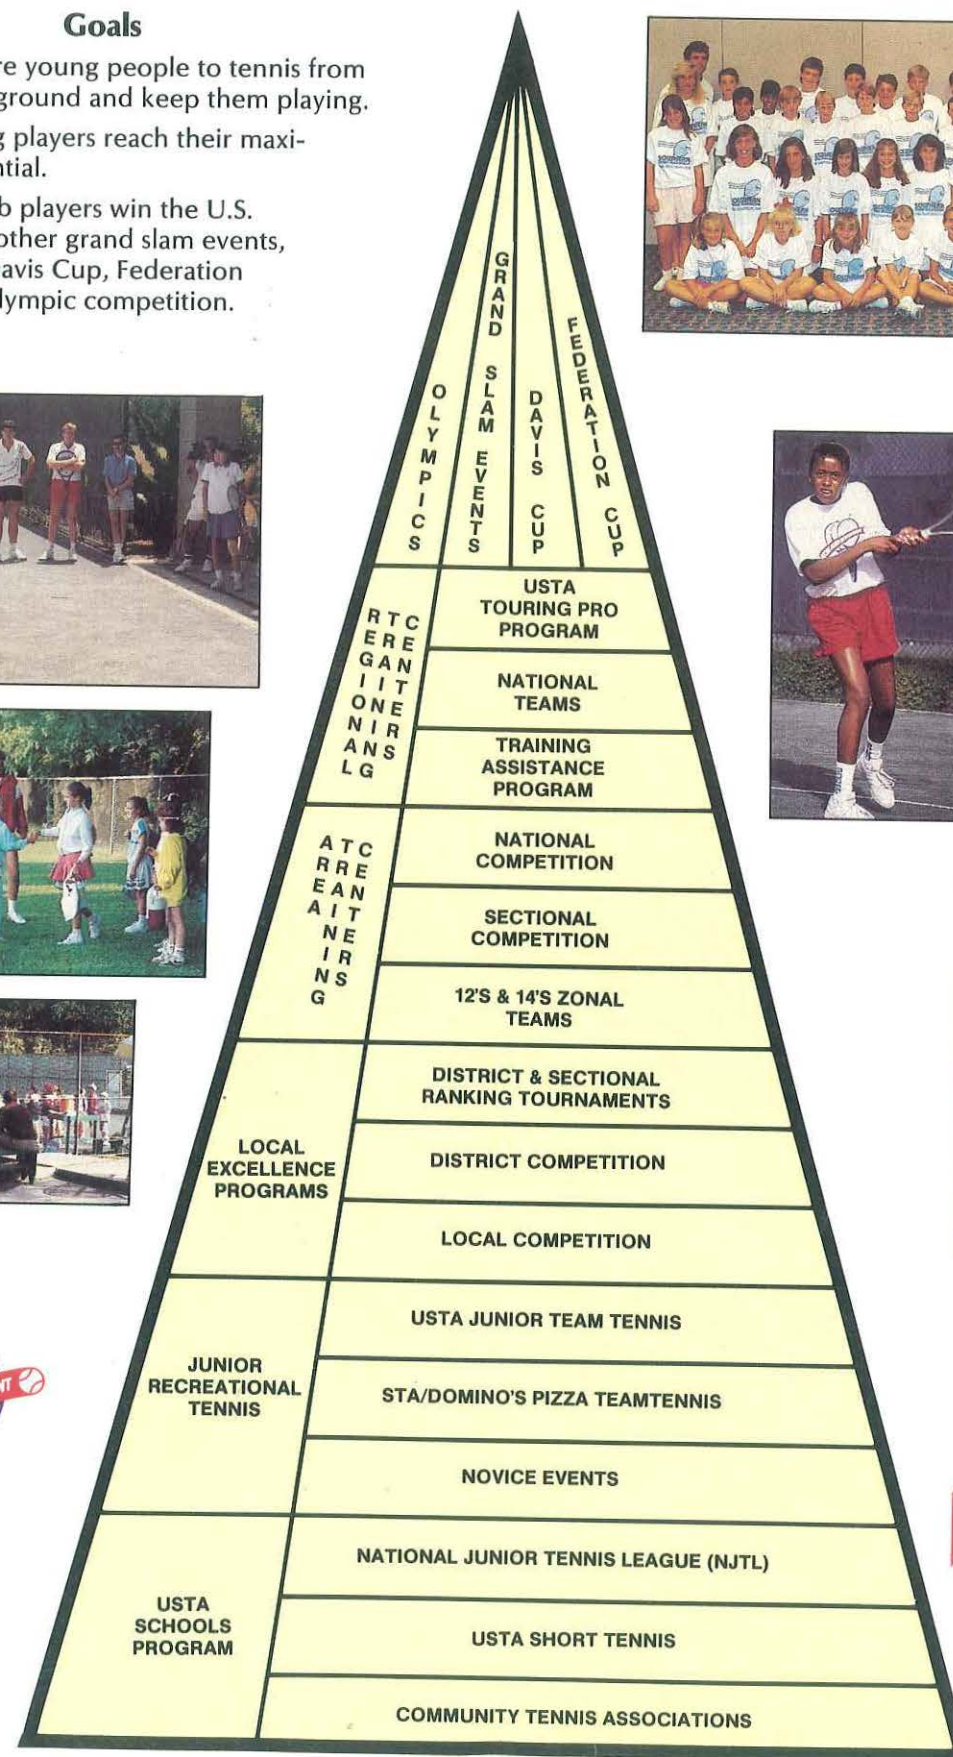 Goals
re young people to tennis from
ground and keep them playing.
g players reach their maxi-
ntial.
b players win the U.S.
other grand slam events,
avis Cup, Federation
lympic competition.
OLYMPICS
GRAND SLAM EVENTS
DAVIS CUP
FEDERATION CUP
REGIONAL
TRAINING
CENTERS
USTA
TOURING PRO
PROGRAM
NATIONAL
TEAMS
TRAINING
ASSISTANCE
PROGRAM
AREA
TRAINING
CENTERS
NATIONAL
COMPETITION
SECTIONAL
COMPETITION
12'S & 14'S ZONAL
TEAMS
LOCAL
EXCELLENCE
PROGRAMS
DISTRICT & SECTIONAL
RANKING TOURNAMENTS
DISTRICT COMPETITION
LOCAL COMPETITION
JUNIOR
RECREATIONAL
TENNIS
USTA JUNIOR TEAM TENNIS
STA/DOMINO'S PIZZA TEAMTENNIS
NOVICE EVENTS
USTA
SCHOOLS
PROGRAM
NATIONAL JUNIOR TENNIS LEAGUE (NJTL)
USTA SHORT TENNIS
COMMUNITY TENNIS ASSOCIATIONS
NT